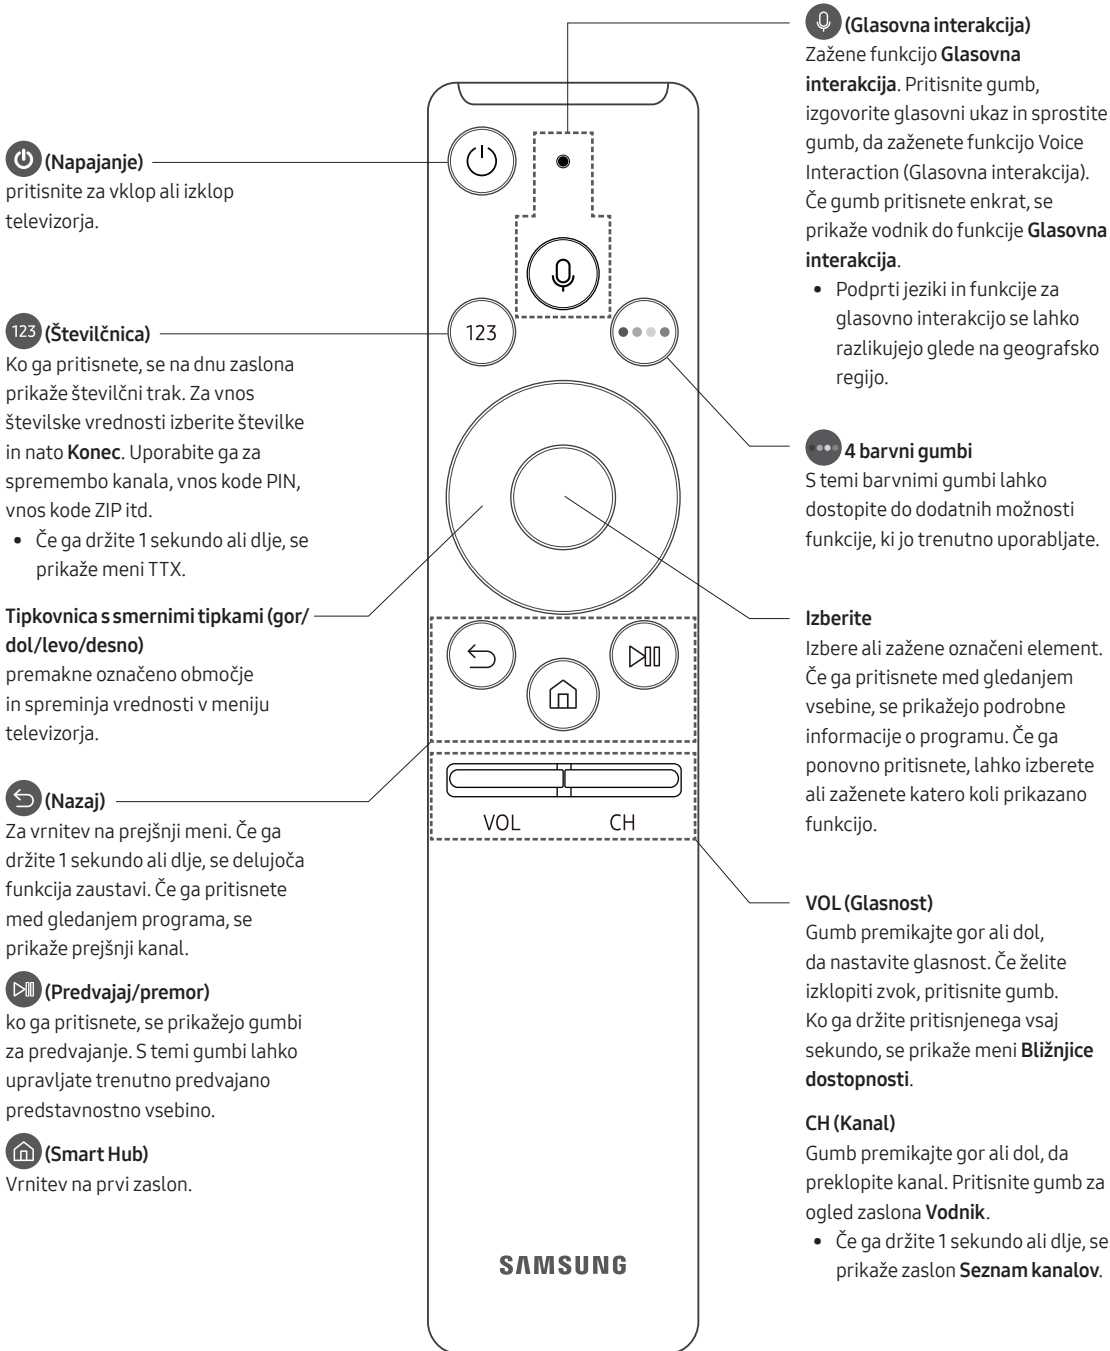 (Napajanje)
pritisnite za vklop ali izklop
televizorja.
123 (Številčnica)
Ko ga pritisnete, se na dnu zaslona
prikaže številčni trak. Za vnos
številske vrednosti izberite številke
in nato Konec. Uporabite ga za
spremembo kanala, vnos kode PIN,
vnos kode ZIP itd.
• Če ga držite 1 sekundo ali dlje, se
prikaže meni TTX.
Tipkovnica s smernimi tipkami (gor/
dol/levo/desno)
premakne označeno območje
in spreminja vrednosti v meniju
televizorja.
(Nazaj)
Za vrnitev na prejšnji meni. Če ga
držite 1 sekundo ali dlje, se delujoča
funkcija zaustavi. Če ga pritisnete
med gledanjem programa, se
prikaže prejšnji kanal.
(Predvajaj/premor)
ko ga pritisnete, se prikažejo gumbi
za predvajanje. S temi gumbi lahko
upravljate trenutno predvajano
predstavnostno vsebino.
(Smart Hub)
Vrnitev na prvi zaslon.
123
VOL CH
SAMSUNG
(Glasovna interakcija)
Zažene funkcijo Glasovna
interakcija. Pritisnite gumb,
izgovorite glasovni ukaz in sprostite
gumb, da zaženete funkcijo Voice
Interaction (Glasovna interakcija).
Če gumb pritisnete enkrat, se
prikaže vodnik do funkcije Glasovna
interakcija.
• Podprti jeziki in funkcije za
glasovno interakcijo se lahko
razlikujejo glede na geografsko
regijo.
4 barvni gumbi
S temi barvnimi gumbi lahko
dostopite do dodatnih možnosti
funkcije, ki jo trenutno uporabljate.
Izberite
Izbere ali zažene označeni element.
Če ga pritisnete med gledanjem
vsebine, se prikažejo podrobne
informacije o programu. Če ga
ponovno pritisnete, lahko izberete
ali zaženete katero koli prikazano
funkcijo.
VOL (Glasnost)
Gumb premikajte gor ali dol,
da nastavite glasnost. Če želite
izklopiti zvok, pritisnite gumb.
Ko ga držite pritisnjenega vsaj
sekundo, se prikaže meni Bližnjice
dostopnosti.
CH (Kanal)
Gumb premikajte gor ali dol, da
preklopite kanal. Pritisnite gumb za
ogled zaslona Vodnik.
• Če ga držite 1 sekundo ali dlje, se
prikaže zaslon Seznam kanalov.